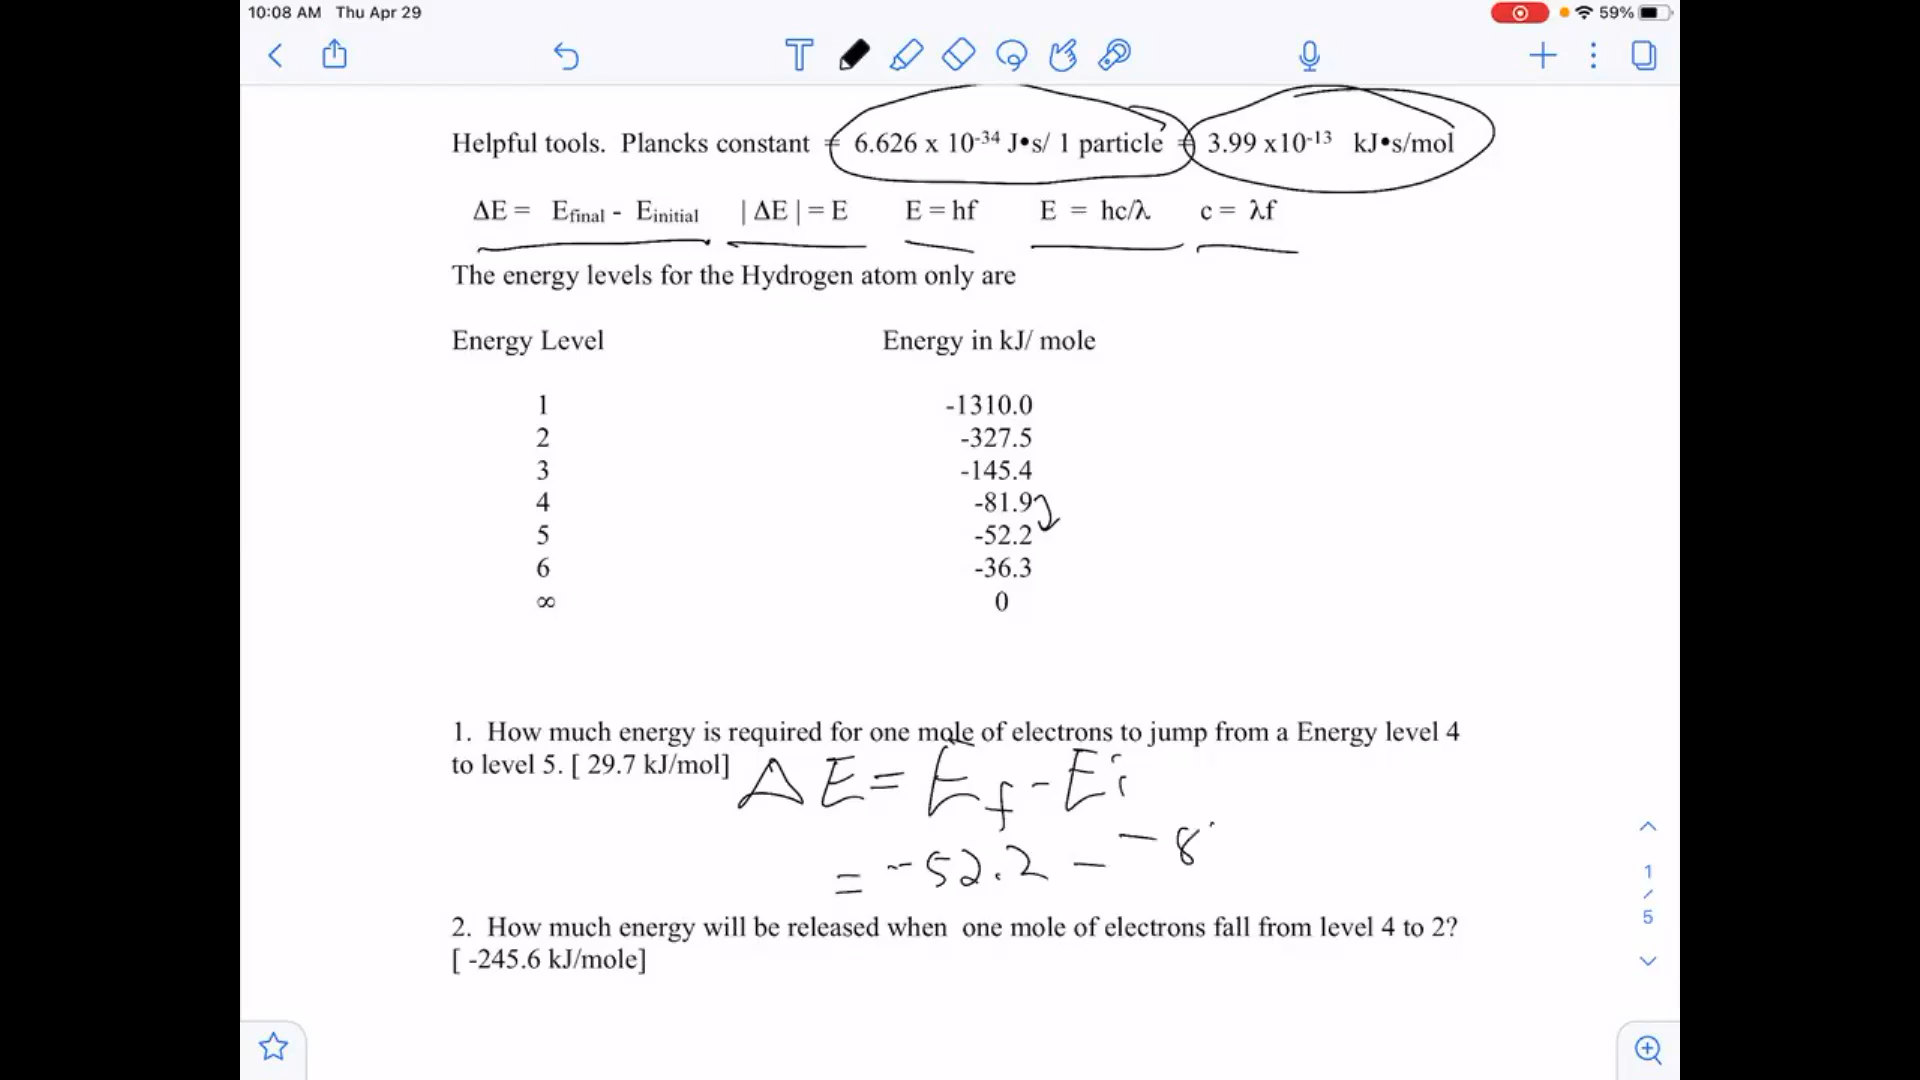 10:08 AM Thu Apr 29
59%
Helpful tools. Plancks constant = 6.626 x 10⁻³⁴ J•s/ 1 particle = 3.99 x10⁻¹³ kJ•s/mol
ΔE = Efinal - Einitial | ΔE | = E E = hf E = hc/λ c = λf
The energy levels for the Hydrogen atom only are
Energy Level Energy in kJ/ mole
1 -1310.0
2 -327.5
3 -145.4
4 -81.9
5 -52.2
6 -36.3
∞ 0
1. How much energy is required for one mole of electrons to jump from a Energy level 4
to level 5. [ 29.7 kJ/mol]
ΔE = Ef - Ei
= -52.2 - -8
2. How much energy will be released when one mole of electrons fall from level 4 to 2?
[ -245.6 kJ/mole]
1
/
5